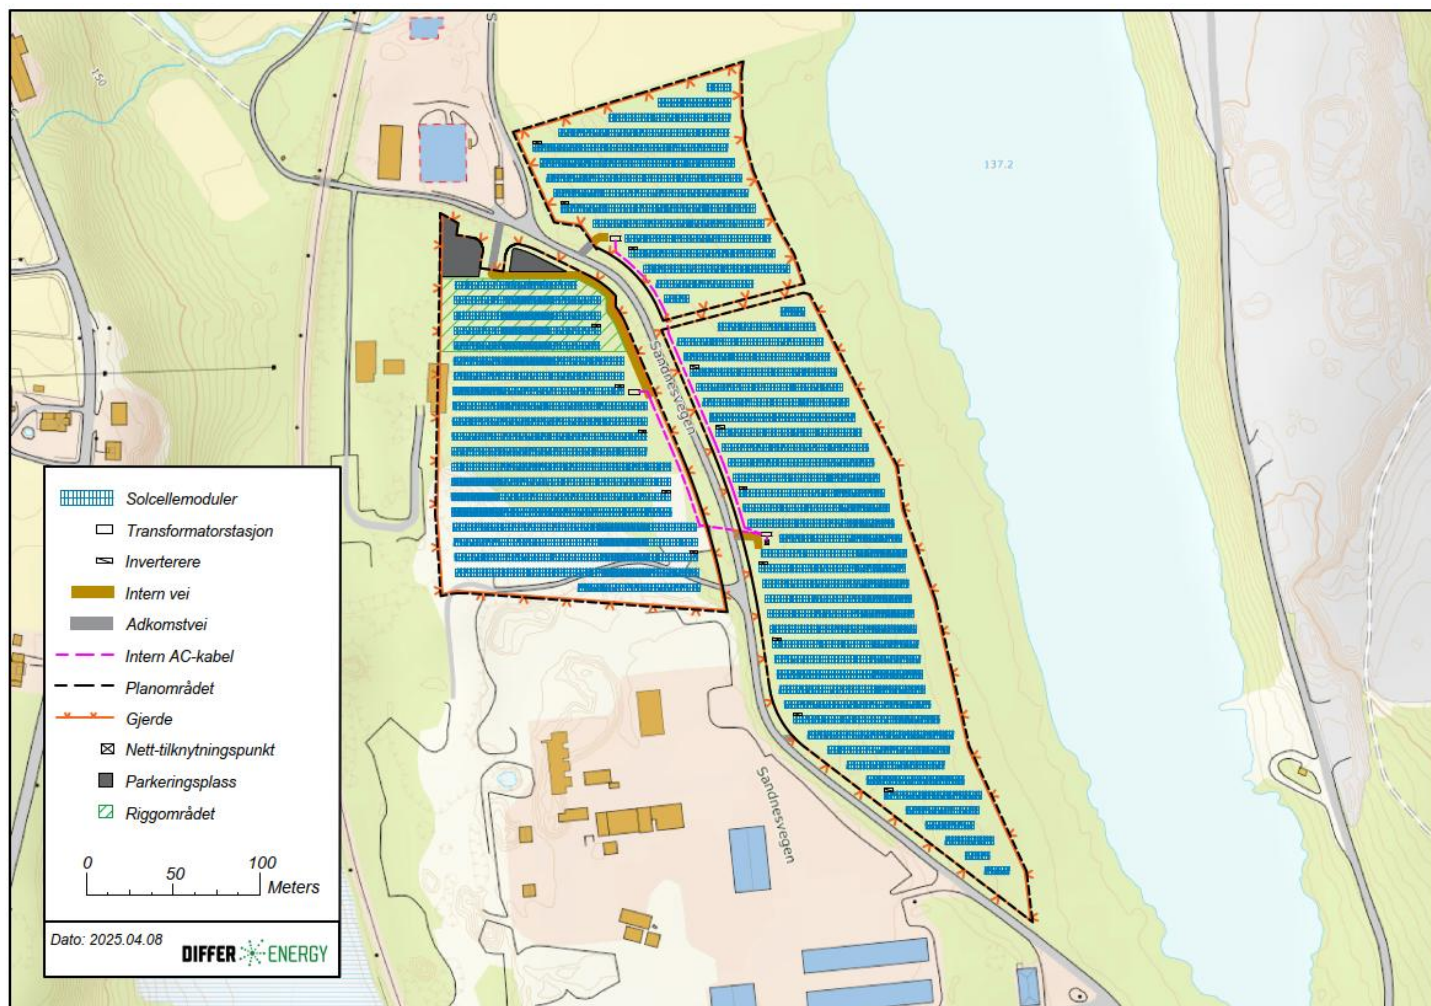 S
150
137.2
Sandnesvegen
Sandnesvegen
Solcellemoduler
Transformatorstasjon
Inverterere
Intern vei
Adkomstvei
Intern AC-kabel
Planområdet
Gjerde
Nett-tilknytningspunkt
Parkeringsplass
Riggområdet
0 50 100
Meters
Dato: 2025.04.08
DIFFER ENERGY